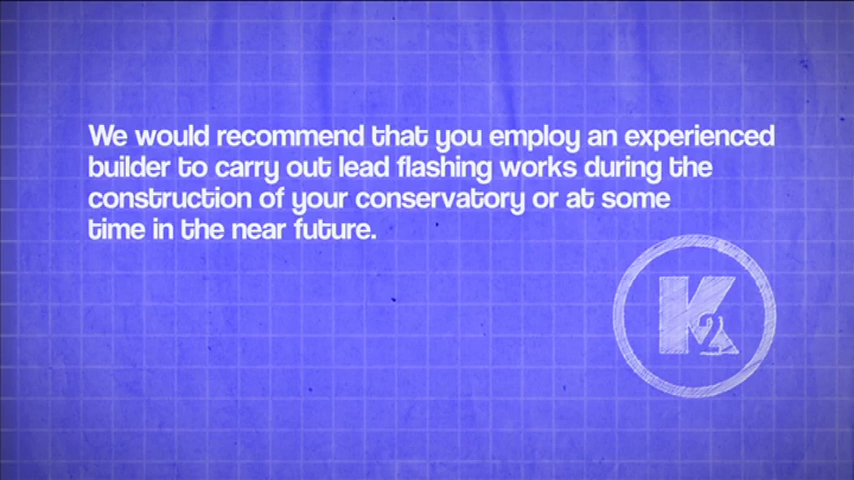 We would recommend that you employ an experienced
builder to carry out lead flashing works during the
construction of your conservatory or at some
time in the near future.
K2